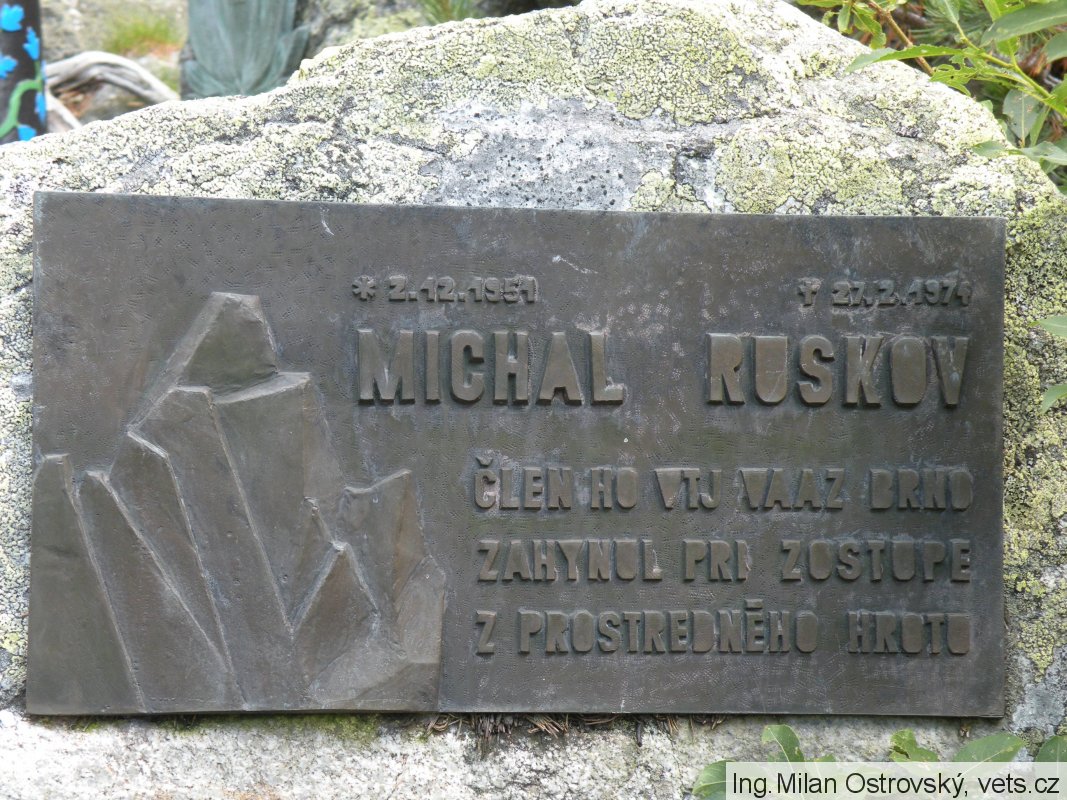 * 2.12.1951 † 27.2.1974
MICHAL RUSKOV
ČLEN HO VTJ VAAZ BRNO
ZAHYNUL PRI ZOSTUPE
Z PROSTREDNÉHO HROTU
Ing. Milan Ostrovský, vets.cz